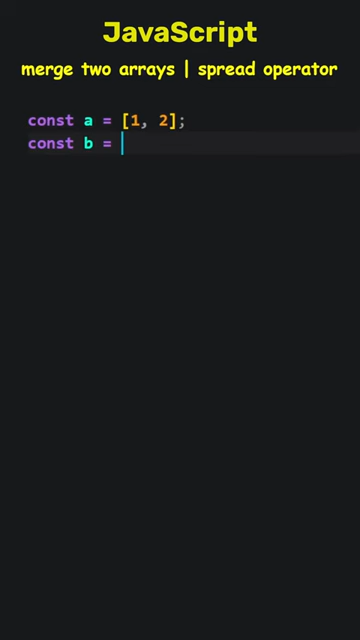 JavaScript
merge two arrays | spread operator
const a = [1, 2];
const b =